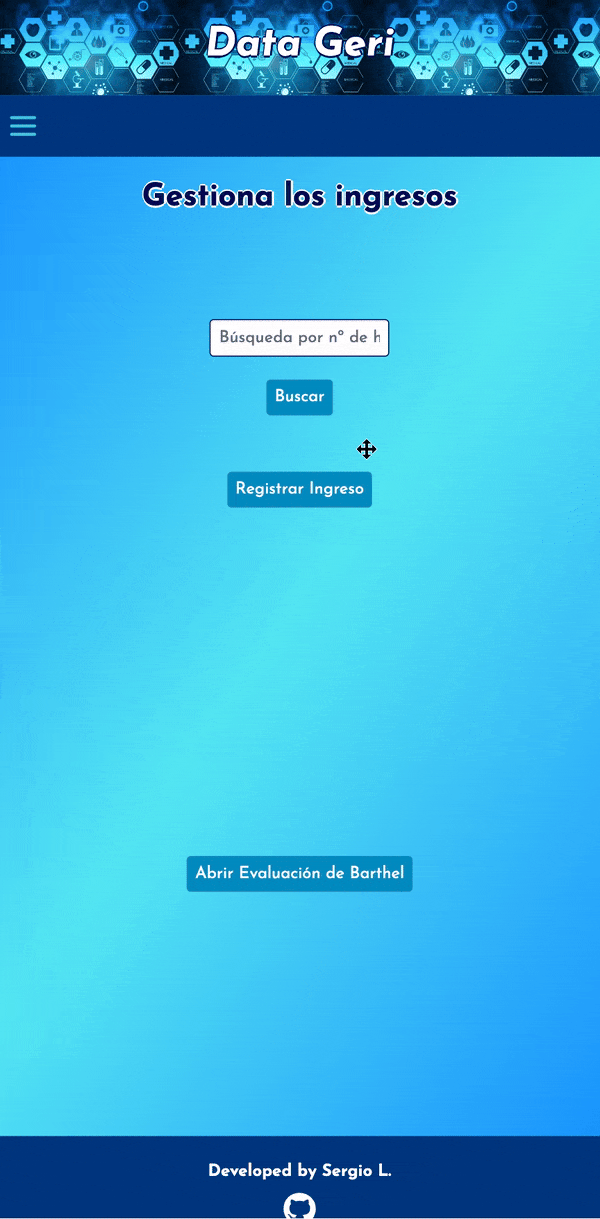 Data Geri
Gestiona los ingresos
Búsqueda por nº de h
Buscar
Registrar Ingreso
Abrir Evaluación de Barthel
Developed by Sergio L.